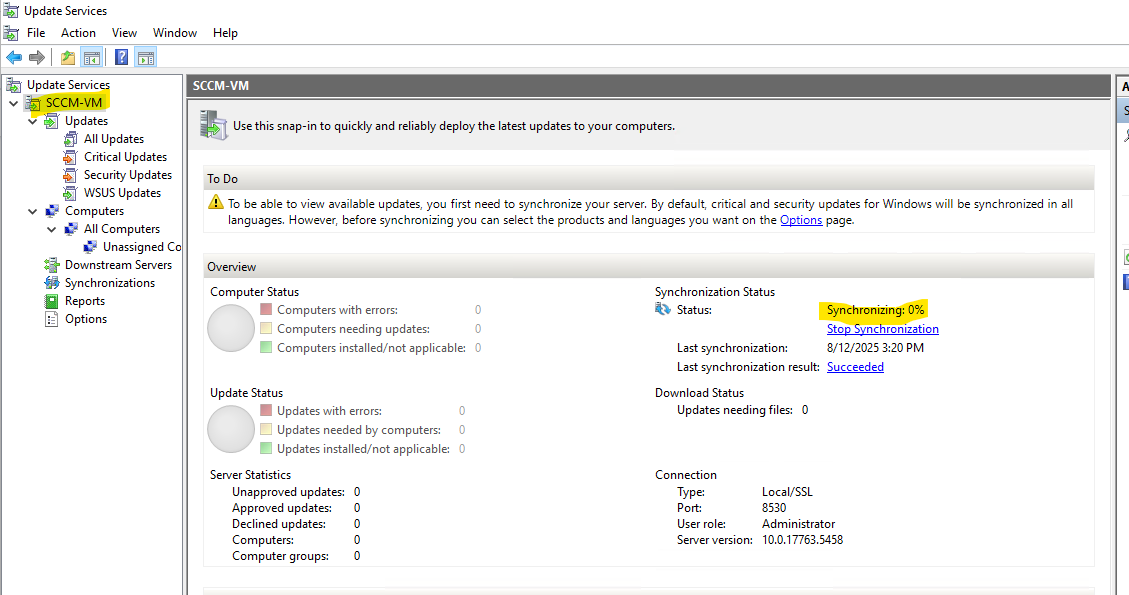 Update Services
File Action View Window Help
Update Services
SCCM-VM
Updates
All Updates
Critical Updates
Security Updates
WSUS Updates
Computers
All Computers
Unassigned Co
Downstream Servers
Synchronizations
Reports
Options
SCCM-VM
Use this snap-in to quickly and reliably deploy the latest updates to your computers.
To Do
To be able to view available updates, you first need to synchronize your server. By default, critical and security updates for Windows will be synchronized in all
languages. However, before synchronizing you can select the products and languages you want on the Options page.
Overview
Computer Status
Computers with errors: 0
Computers needing updates: 0
Computers installed/not applicable: 0
Update Status
Updates with errors: 0
Updates needed by computers: 0
Updates installed/not applicable: 0
Server Statistics
Unapproved updates: 0
Approved updates: 0
Declined updates: 0
Computers: 0
Computer groups: 0
Synchronization Status
Status: Synchronizing: 0%
Stop Synchronization
Last synchronization: 8/12/2025 3:20 PM
Last synchronization result: Succeeded
Download Status
Updates needing files: 0
Connection
Type: Local/SSL
Port: 8530
User role: Administrator
Server version: 10.0.17763.5458
A
S